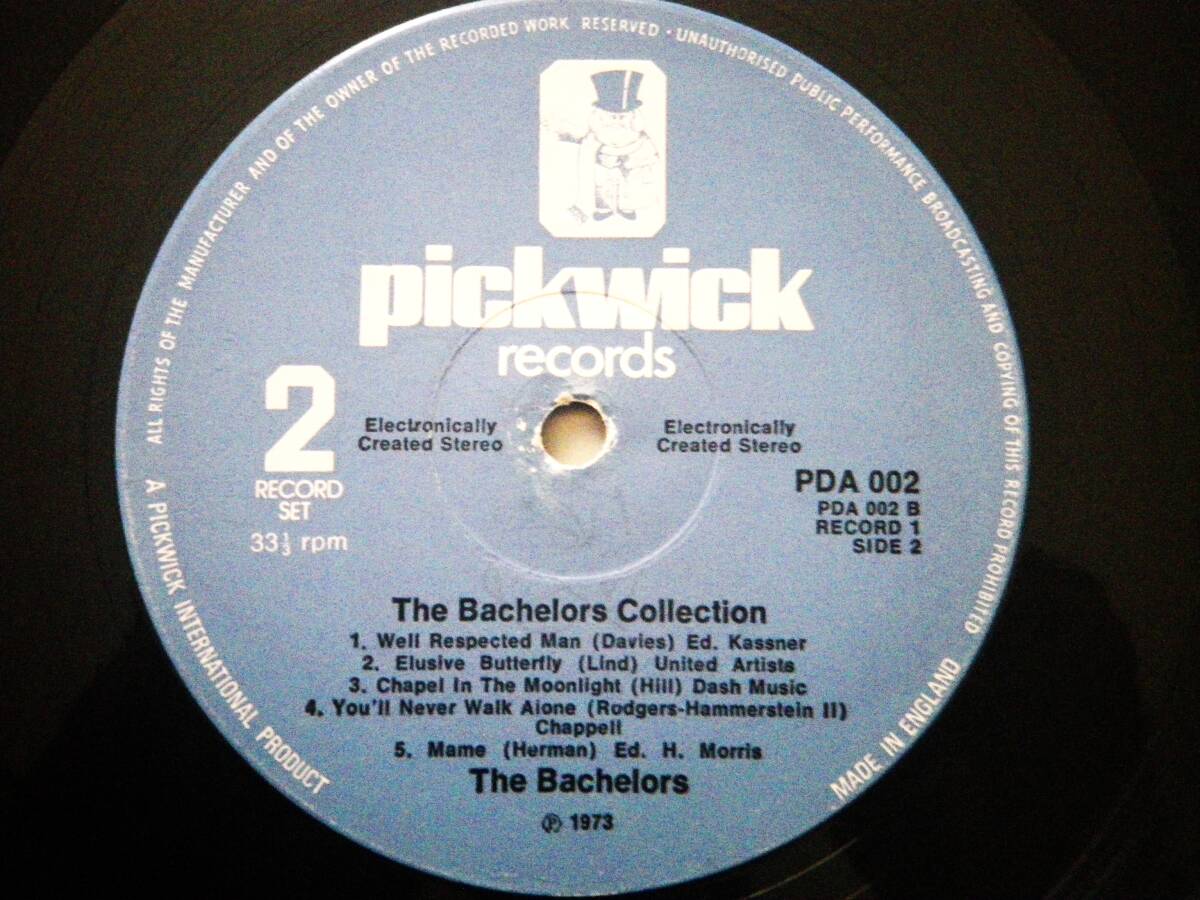 ALL RIGHTS OF THE MANUFACTURER AND OF THE OWNER OF THE RECORDED WORK RESERVED · UNAUTHORISED PUBLIC PERFORMANCE BROADCASTING AND COPYING OF THIS RECORD PROHIBITED
pickwick
records
2
RECORD
SET
33⅓ rpm
Electronically
Created Stereo
Electronically
Created Stereo
PDA 002
PDA 002 B
RECORD 1
SIDE 2
The Bachelors Collection
1. Well Respected Man (Davies) Ed. Kassner
2. Elusive Butterfly (Lind) United Artists
3. Chapel In The Moonlight (Hill) Dash Music
4. You'll Never Walk Alone (Rodgers-Hammerstein II)
Chappell
5. Mame (Herman) Ed. H. Morris
The Bachelors
℗ 1973
A PICKWICK INTERNATIONAL PRODUCT
MADE IN ENGLAND